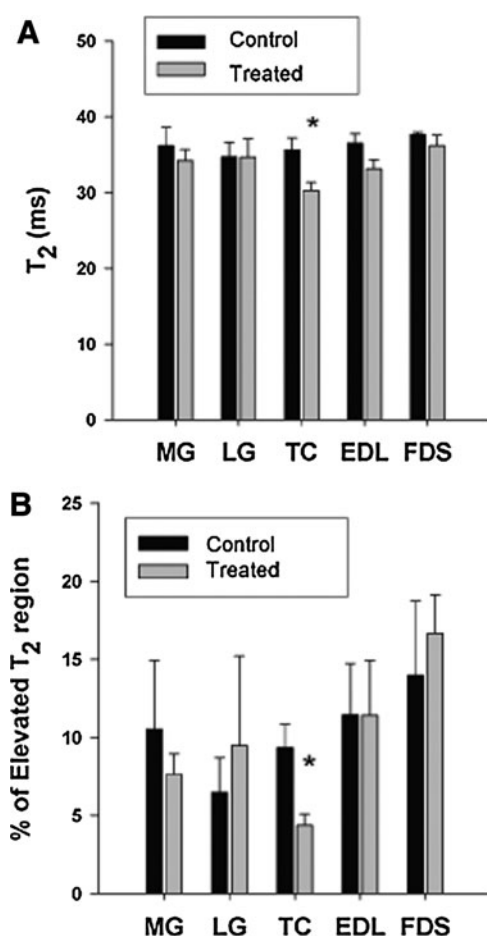 A
Control
Treated
50
40
30
20
10
0
T2 (ms)
*
MG LG TC EDL FDS
B
Control
Treated
25
20
15
10
5
0
% of Elevated T2 region
*
MG LG TC EDL FDS